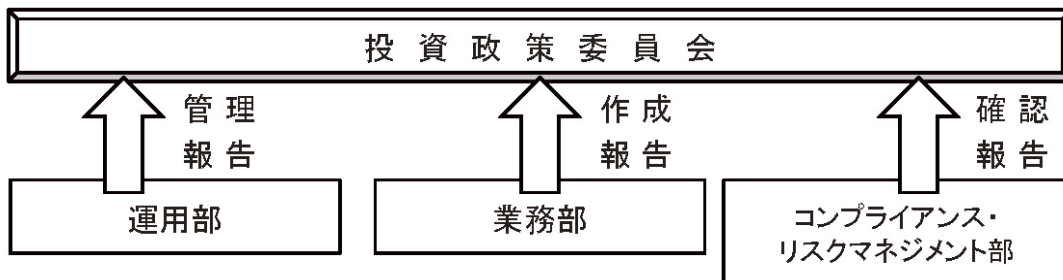 投資政策委員会
管理
報告
作成
報告
確認
報告
運用部
業務部
コンプライアンス・
リスクマネジメント部